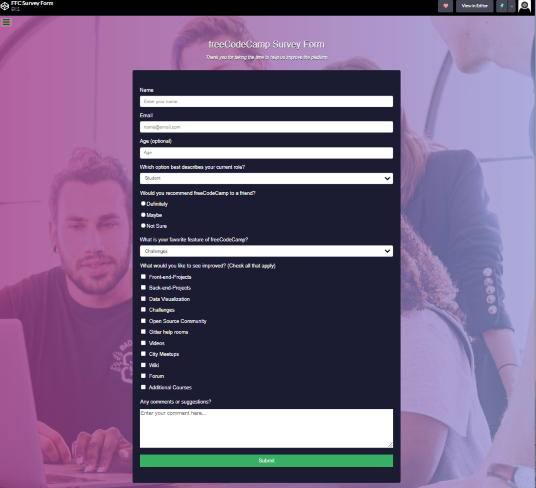 FFC Survey Form
View in Editor
freeCodeCamp Survey Form
Thank you for taking the time to help us improve the platform
Name
Enter your name
Email
name@email.com
Age (optional)
Age
Which option best describes your current role?
Student
Would you recommend freeCodeCamp to a friend?
Definitely
Maybe
Not Sure
What is your favorite feature of freeCodeCamp?
Challenges
What would you like to see improved? (Check all that apply)
Front-end-Projects
Back-end-Projects
Data Visualization
Challenges
Open Source Community
Gitter help rooms
Videos
City Meetups
Wiki
Forum
Additional Courses
Any comments or suggestions?
Enter your comment here...
Submit